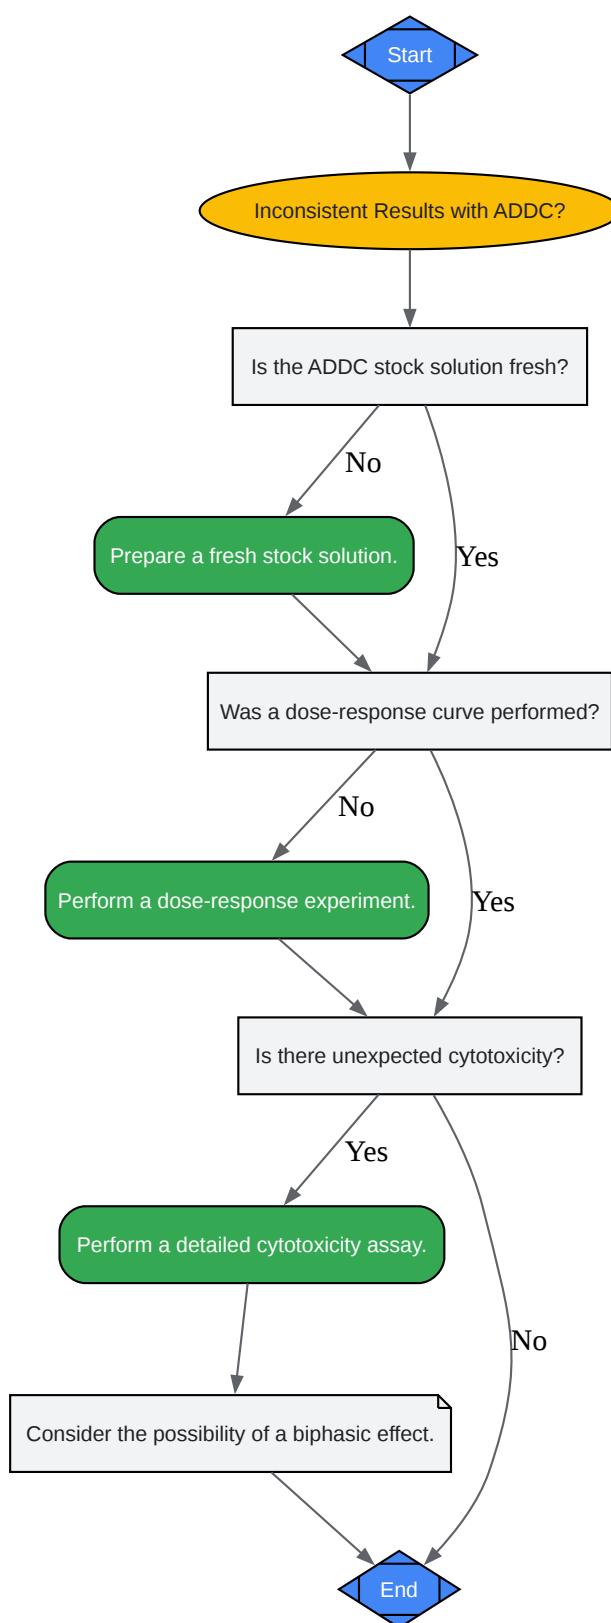 Start
Inconsistent Results with ADDC?
Is the ADDC stock solution fresh?
No
Prepare a fresh stock solution.
Yes
Was a dose-response curve performed?
No
Perform a dose-response experiment.
Yes
Is there unexpected cytotoxicity?
Yes
Perform a detailed cytotoxicity assay.
No
Consider the possibility of a biphasic effect.
End